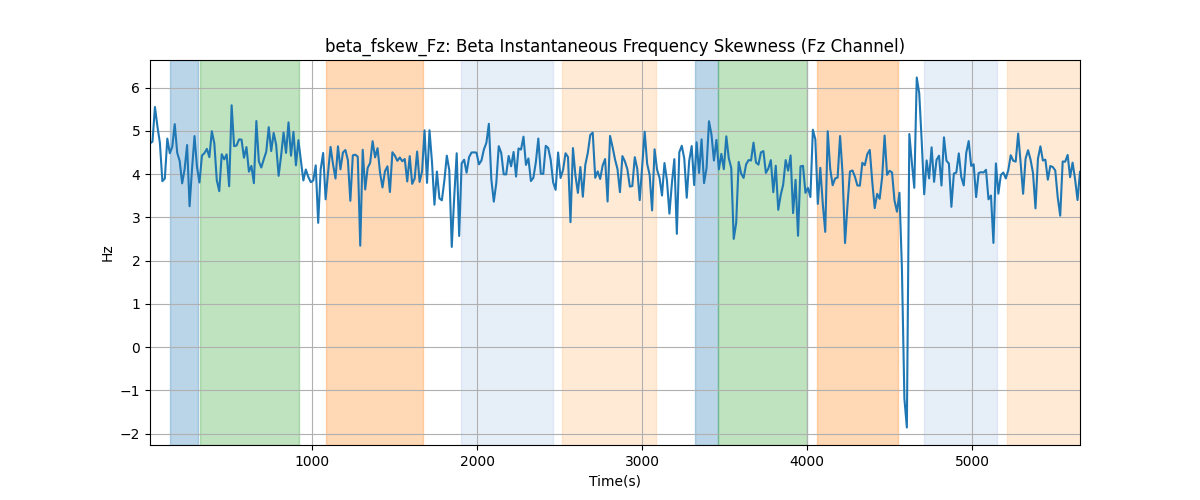 beta_fskew_Fz: Beta Instantaneous Frequency Skewness (Fz Channel)
6
5
4
3
2
1
0
−1
−2
Hz
1000 2000 3000 4000 5000
Time(s)